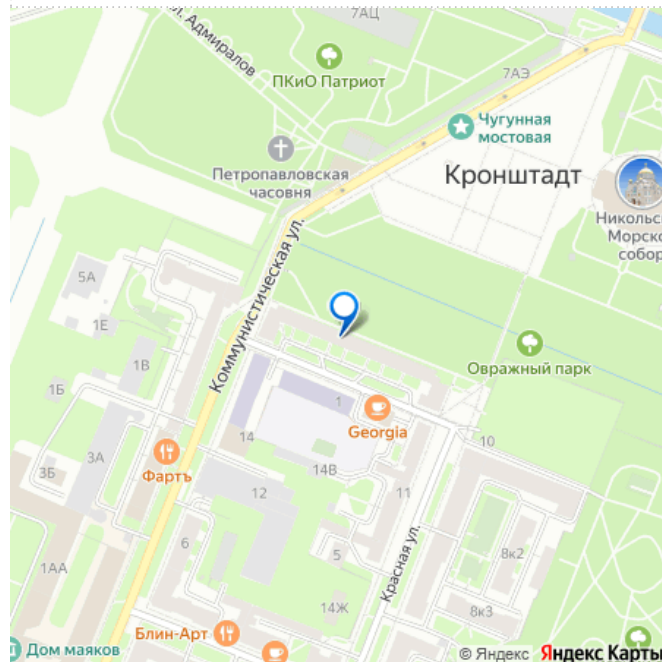 7АЦ
ул. Адмиралов
ПКиО Патриот
7АЭ
Чугунная
мостовая
Петропавловская
часовня
Кронштадт
Никольс
Морско
собор
Коммунистическая ул.
5А
1Е
1В
1Б
Овражный парк
1
Georgia
14
10
3А
3Б
Фартъ
14В
12
11
8к2
6
5
Красная ул.
1АА
14Ж
8к3
Блин-Арт
Дом маяков
© Яндекс Яндекс Карты